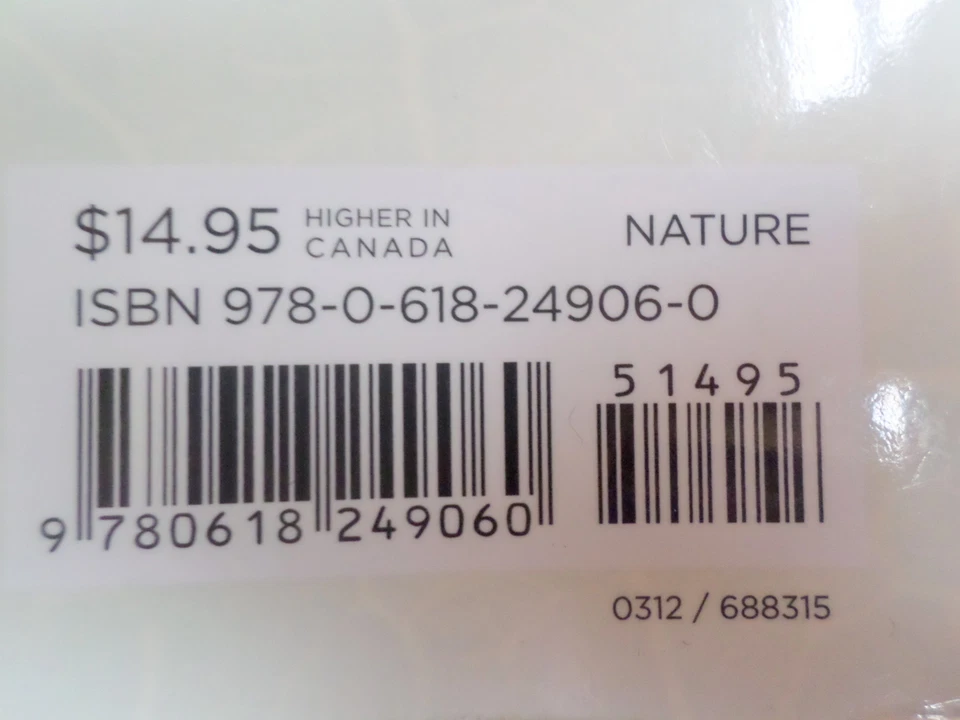 $14.95 HIGHER IN CANADA NATURE
ISBN 978-0-618-24906-0
51495
9 780618 249060
0312 / 688315